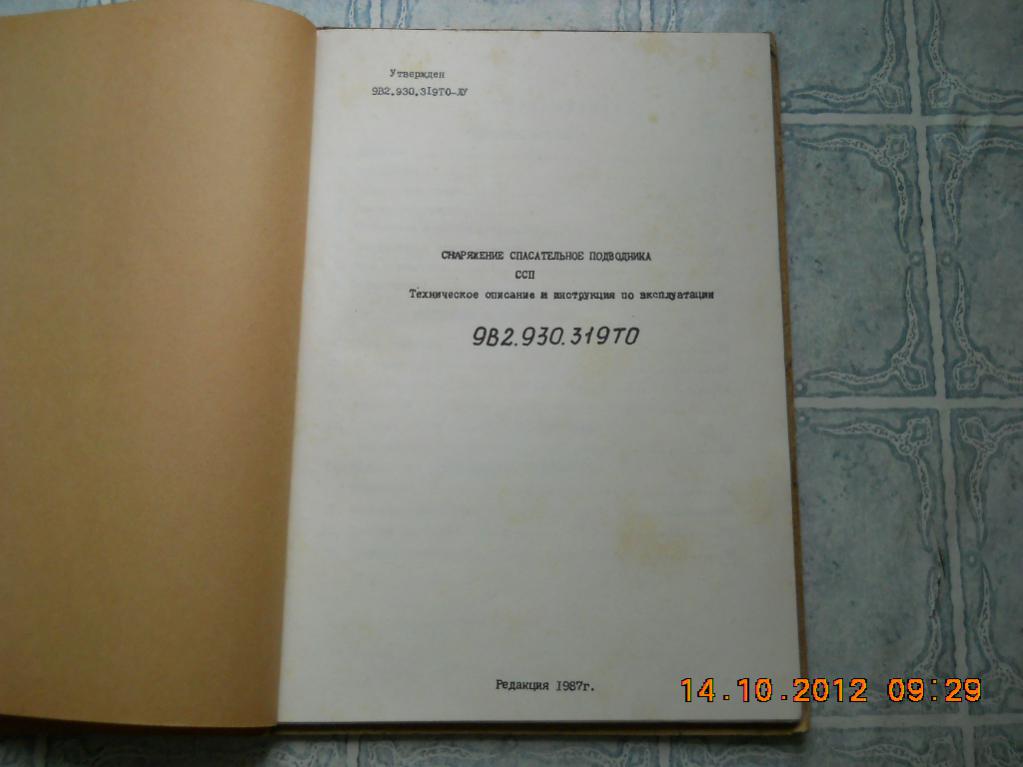 Утвержден
9В2.930.319ТО-ЛУ
СНАРЯЖЕНИЕ СПАСАТЕЛЬНОЕ ПОДВОДНИКА
ССП
Техническое описание и инструкция по эксплуатации
9В2.930.319ТО
Редакция 1987г.
14.10.2012 09:29